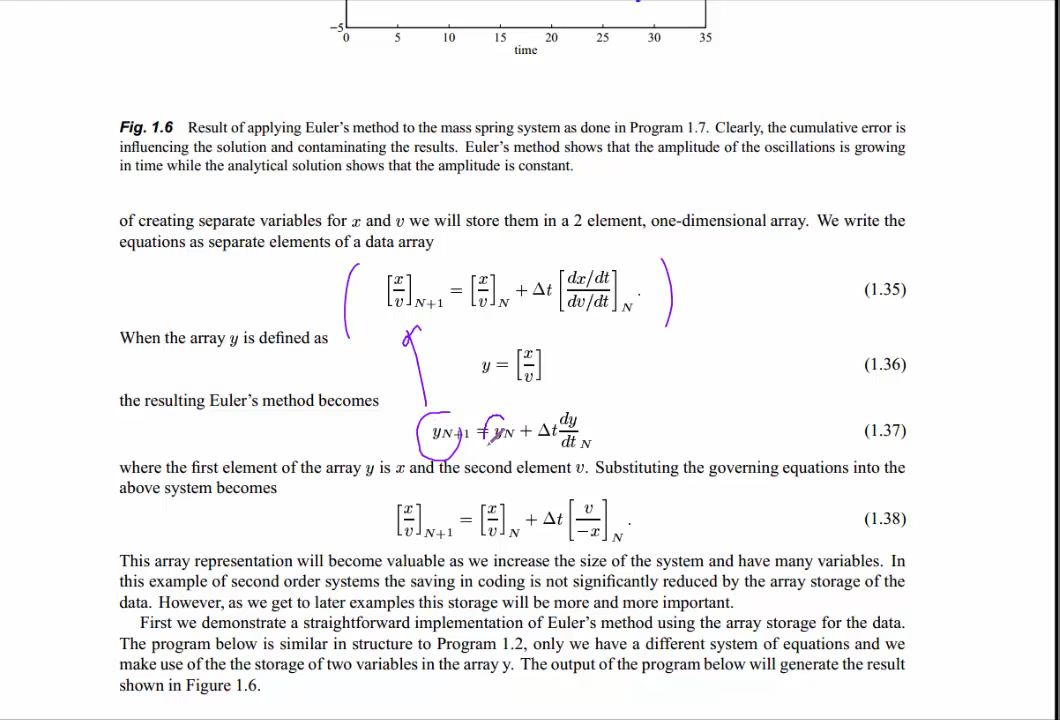 −5
0 5 10 15 20 25 30 35
time
Fig. 1.6 Result of applying Euler's method to the mass spring system as done in Program 1.7. Clearly, the cumulative error is
influencing the solution and contaminating the results. Euler's method shows that the amplitude of the oscillations is growing
in time while the analytical solution shows that the amplitude is constant.
of creating separate variables for x and v we will store them in a 2 element, one-dimensional array. We write the
equations as separate elements of a data array
[x/v]_{N+1} = [x/v]_N + Δt [dx/dt / dv/dt]_N . (1.35)
When the array y is defined as
y = [x/v] (1.36)
the resulting Euler's method becomes
y_{N+1} = y_N + Δt dy/dt_N (1.37)
where the first element of the array y is x and the second element v. Substituting the governing equations into the
above system becomes
[x/v]_{N+1} = [x/v]_N + Δt [v/−x]_N . (1.38)
This array representation will become valuable as we increase the size of the system and have many variables. In
this example of second order systems the saving in coding is not significantly reduced by the array storage of the
data. However, as we get to later examples this storage will be more and more important.
First we demonstrate a straightforward implementation of Euler's method using the array storage for the data.
The program below is similar in structure to Program 1.2, only we have a different system of equations and we
make use of the the storage of two variables in the array y. The output of the program below will generate the result
shown in Figure 1.6.